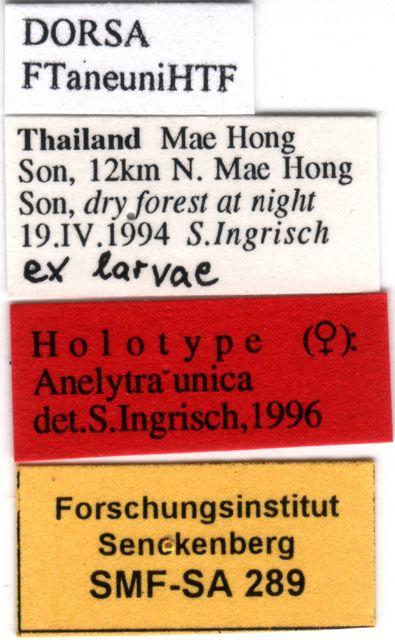 DORSA
FTaneuniHTF
Thailand Mae Hong
Son, 12km N. Mae Hong
Son, dry forest at night
19.IV.1994 S.Ingrisch
ex larvae
Holotype (♀):
Anelytra unica
det.S.Ingrisch,1996
Forschungsinstitut
Senckenberg
SMF-SA 289